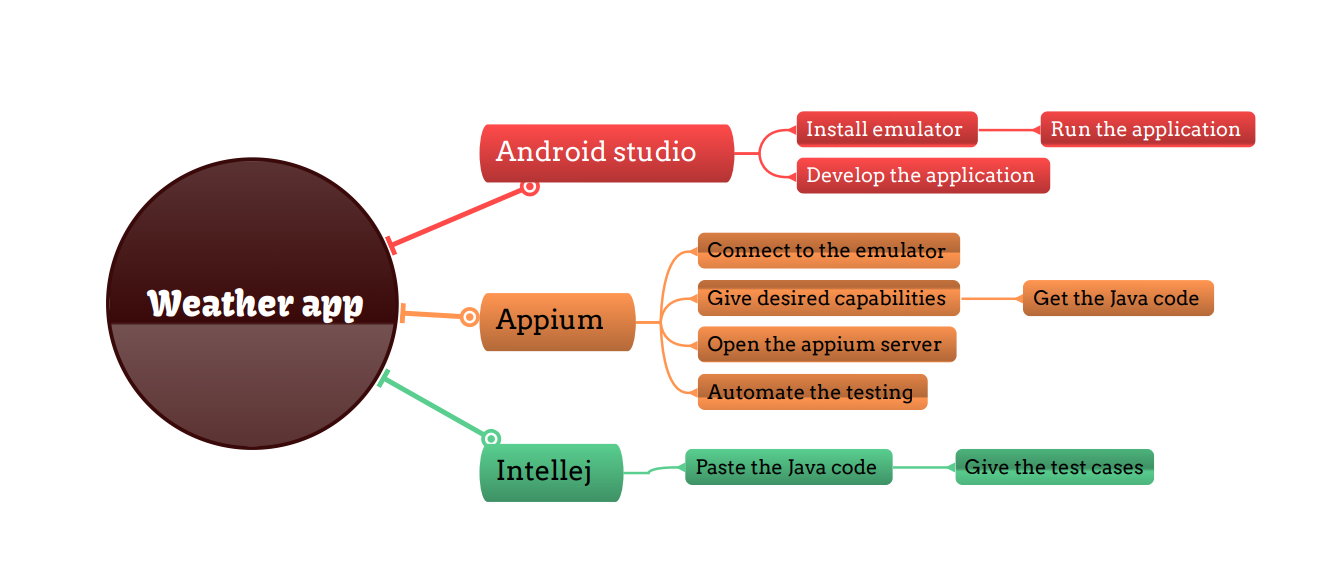 Weather app
Android studio
Install emulator
Run the application
Develop the application
Appium
Connect to the emulator
Give desired capabilities
Get the Java code
Open the appium server
Automate the testing
Intellej
Paste the Java code
Give the test cases